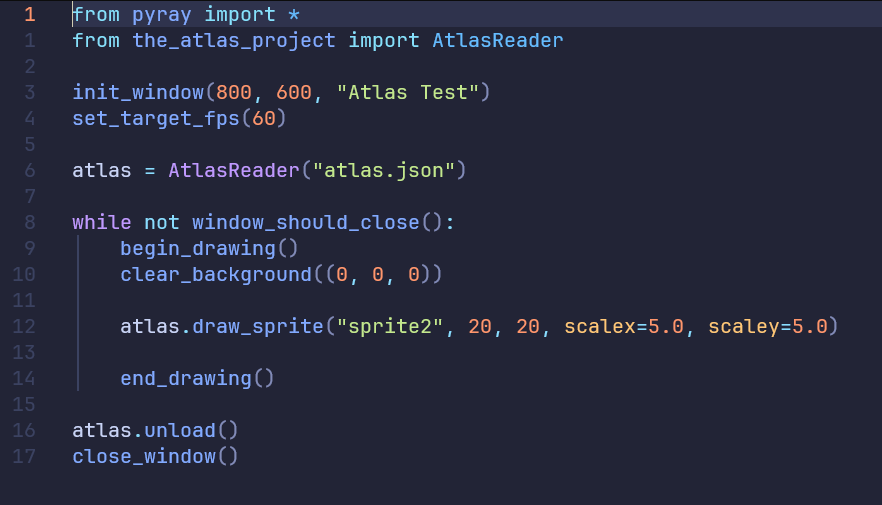 1 from pyray import *
1 from the_atlas_project import AtlasReader
2
3 init_window(800, 600, "Atlas Test")
4 set_target_fps(60)
5
6 atlas = AtlasReader("atlas.json")
7
8 while not window_should_close():
9     begin_drawing()
10     clear_background((0, 0, 0))
11
12     atlas.draw_sprite("sprite2", 20, 20, scalex=5.0, scaley=5.0)
13
14     end_drawing()
15
16 atlas.unload()
17 close_window()